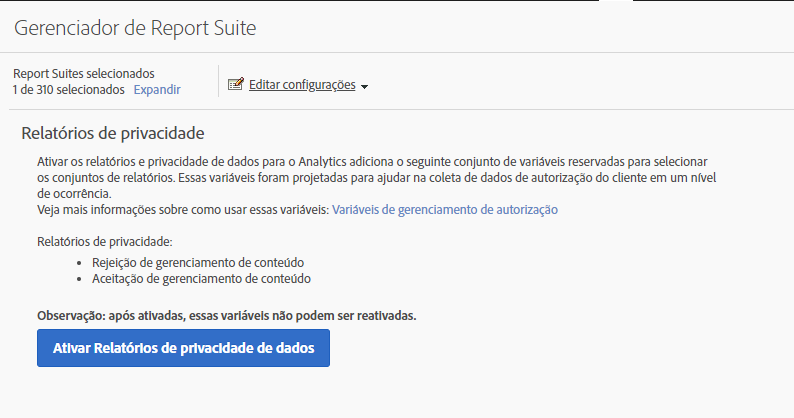 Gerenciador de Report Suite
Report Suites selecionados
1 de 310 selecionados Expandir
Editar configurações
Relatórios de privacidade
Ativar os relatórios e privacidade de dados para o Analytics adiciona o seguinte conjunto de variáveis reservadas para selecionar
os conjuntos de relatórios. Essas variáveis foram projetadas para ajudar na coleta de dados de autorização do cliente em um nível
de ocorrência.
Veja mais informações sobre como usar essas variáveis: Variáveis de gerenciamento de autorização
Relatórios de privacidade:
• Rejeição de gerenciamento de conteúdo
• Aceitação de gerenciamento de conteúdo
Observação: após ativadas, essas variáveis não podem ser reativadas.
Ativar Relatórios de privacidade de dados